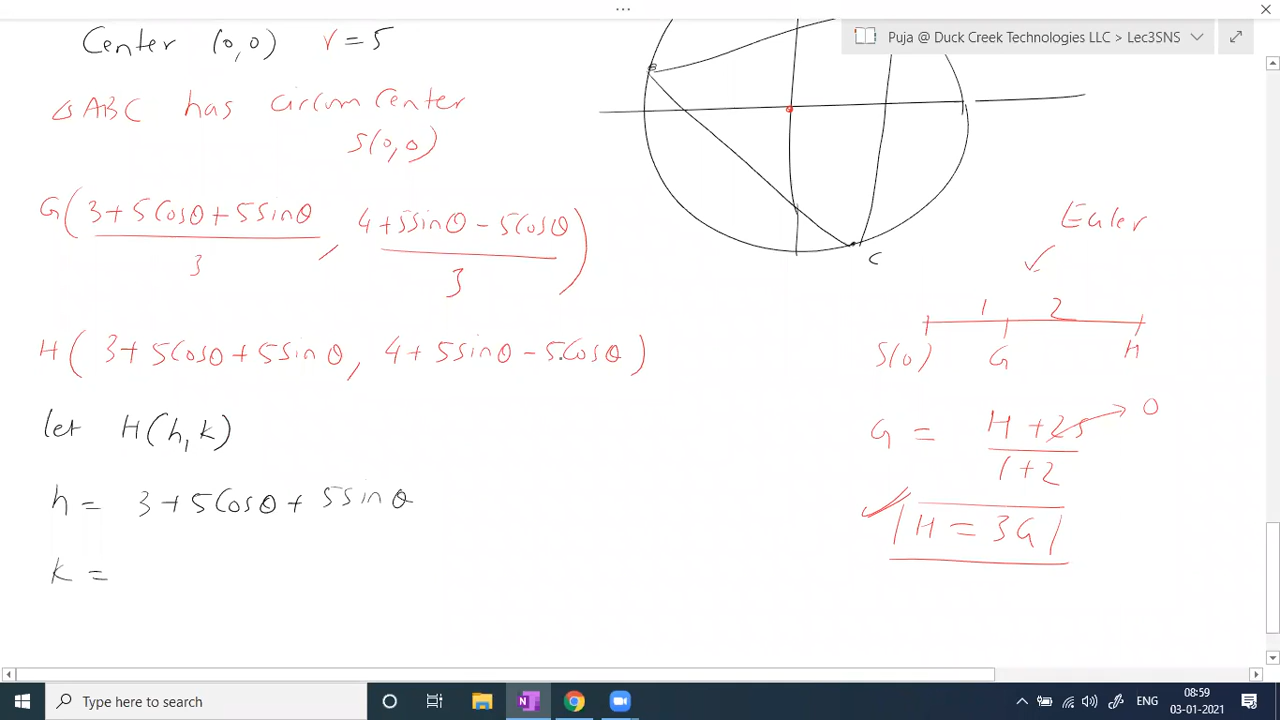 Puja @ Duck Creek Technologies LLC > Lec3SNS
Center (0,0) r = 5
△ABC has circum Center
S(0,0)
G( 3+5Cosθ+5sinθ / 3 , 4+5sinθ-5Cosθ / 3 )
H( 3+5Cosθ+5sinθ, 4+5sinθ-5Cosθ )
let H(h,k)
h = 3+5Cosθ+5sinθ
k =
B
C
Euler
✓
1 2
S(0) G H
G = H+2S / 1+2 → 0
✓ | H = 3G |
Type here to search
ENG
08:59
03-01-2021